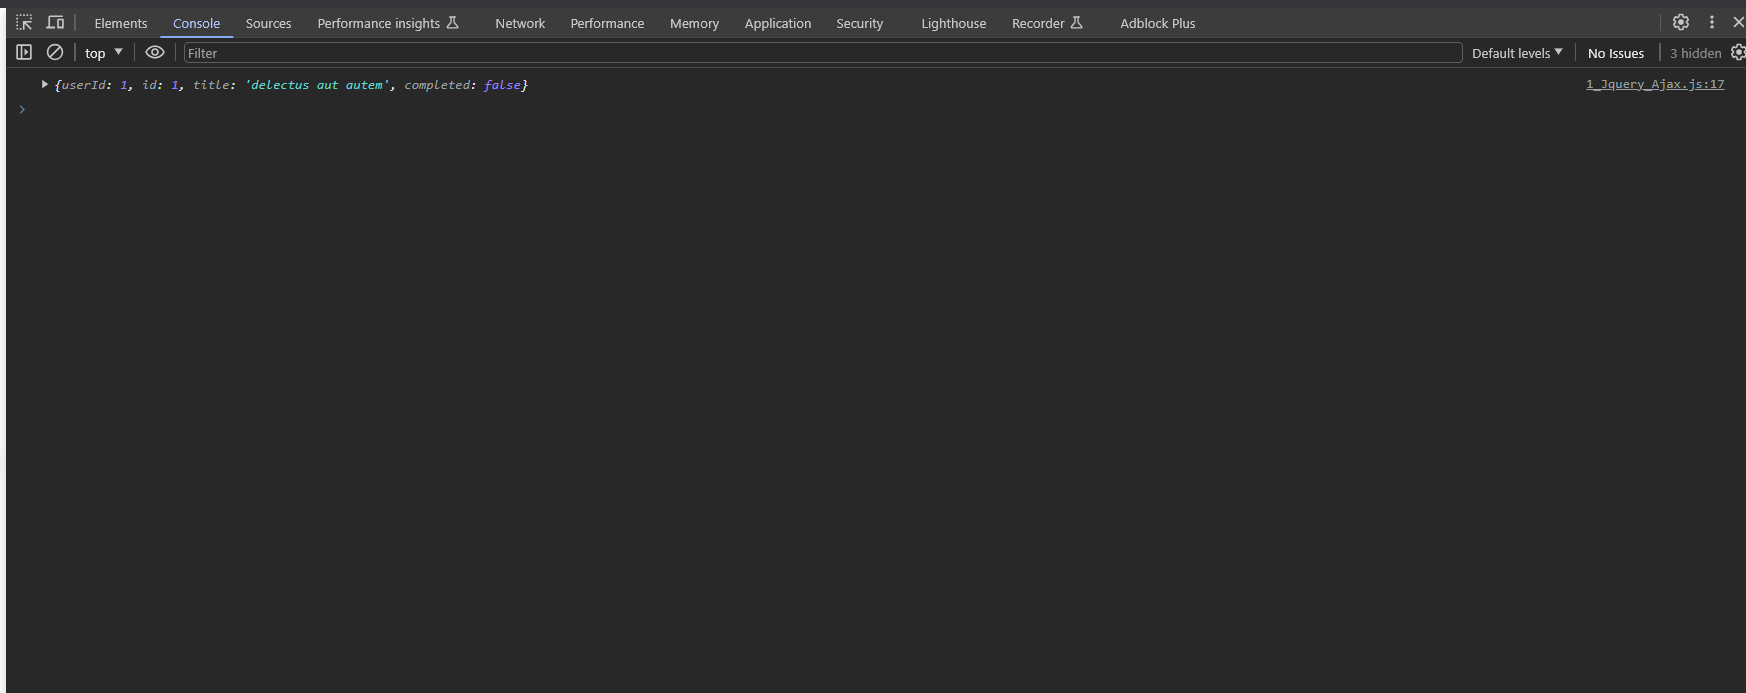 Elements Console Sources Performance insights Network Performance Memory Application Security Lighthouse Recorder Adblock Plus
top Filter Default levels No Issues 3 hidden
{userId: 1, id: 1, title: 'delectus aut autem', completed: false} 1_Jquery_Ajax.js:17